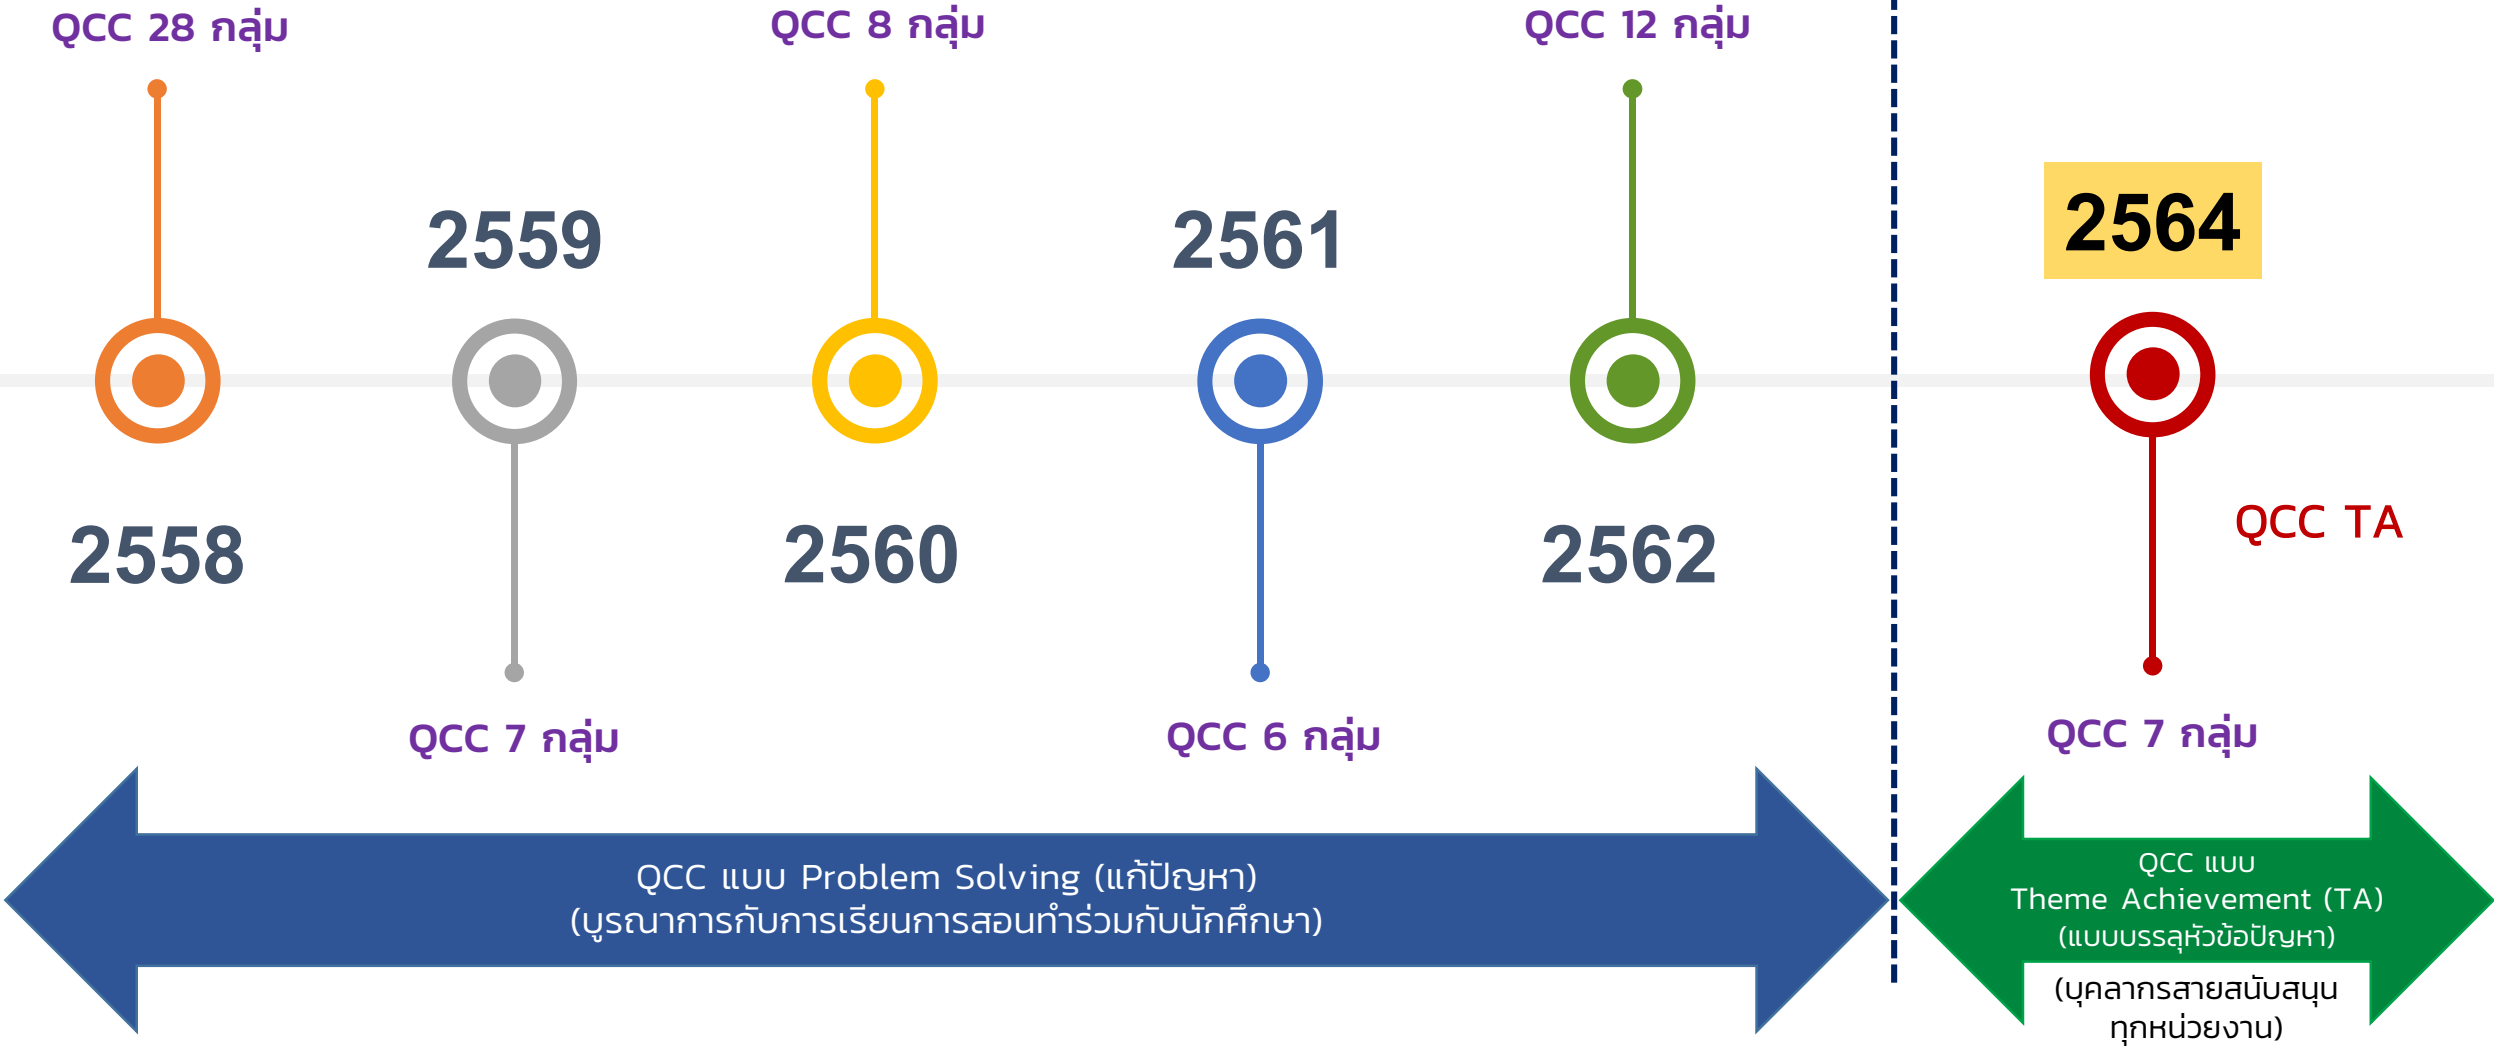 QCC 28 กลุ่ม
QCC 8 กลุ่ม
QCC 12 กลุ่ม
2559
2561
2564
2558
2560
2562
QCC TA
QCC 7 กลุ่ม
QCC 6 กลุ่ม
QCC 7 กลุ่ม
QCC แบบ Problem Solving (แก้ปัญหา)
(บูรณาการกับการเรียนการสอนทำร่วมกับนักศึกษา)
QCC แบบ
Theme Achievement (TA)
(แบบบรรลุหัวข้อปัญหา)
(บุคลากรสายสนับสนุน
ทุกหน่วยงาน)